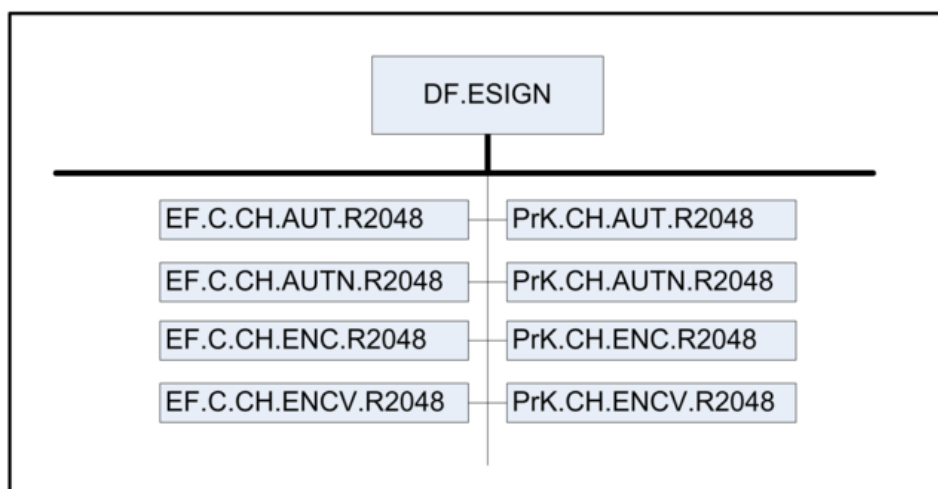 DF.ESIGN
EF.C.CH.AUT.R2048 PrK.CH.AUT.R2048
EF.C.CH.AUTN.R2048 PrK.CH.AUTN.R2048
EF.C.CH.ENC.R2048 PrK.CH.ENC.R2048
EF.C.CH.ENCV.R2048 PrK.CH.ENCV.R2048